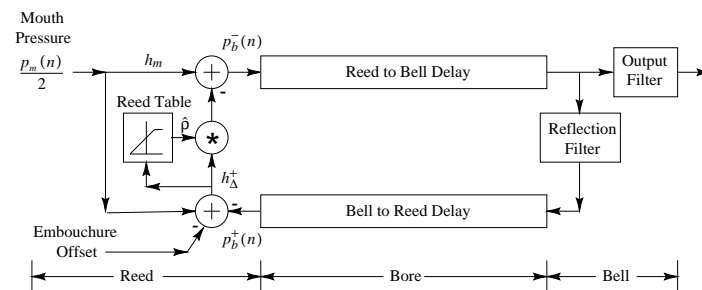 Mouth
Pressure
p_m(n)
2
h_m
p_b^-(n)
Reed to Bell Delay
Output
Filter
-
Reed Table
ρ̂
*
Reflection
Filter
h_Δ^+
-
Bell to Reed Delay
-
Embouchure
Offset
p_b^+(n)
Reed
Bore
Bell